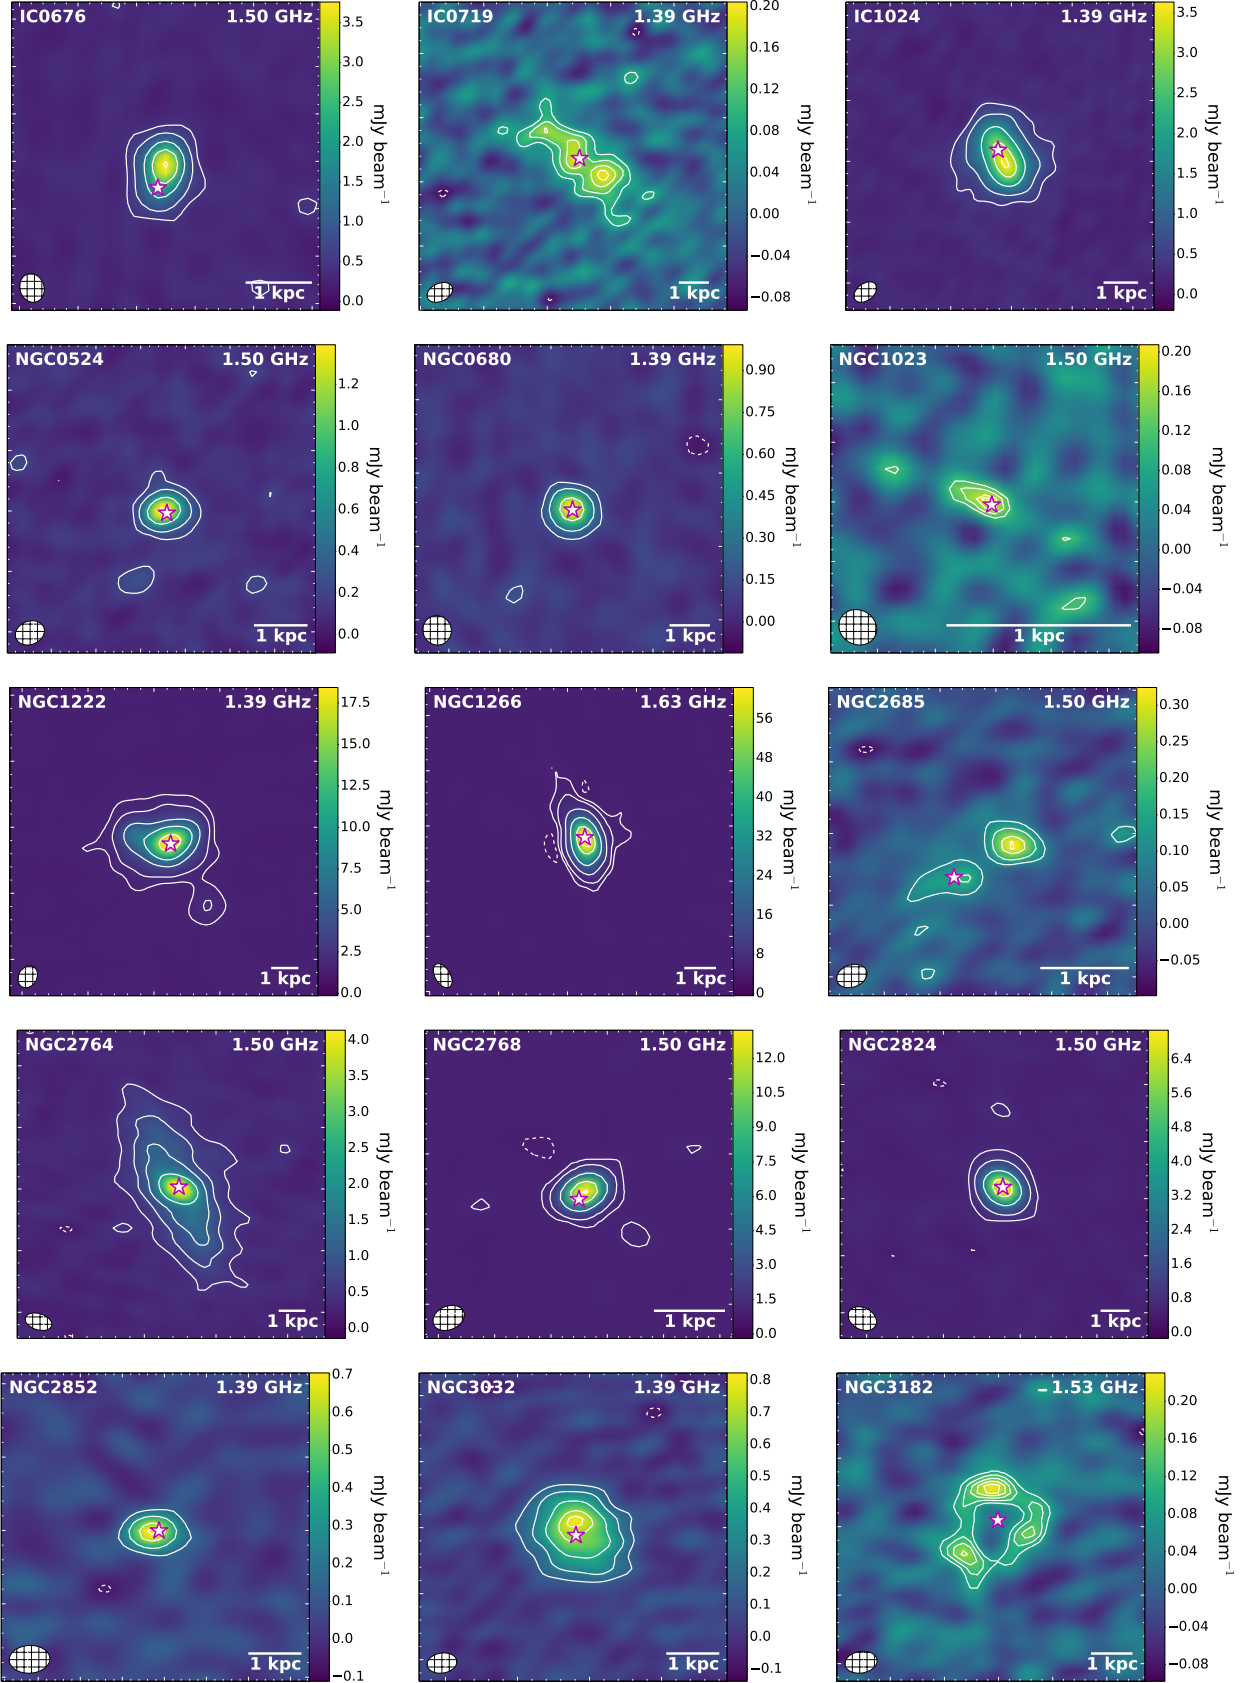 IC0676 1.50 GHz
3.5
3.0
2.5
2.0
1.5
1.0
0.5
0.0
mJy beam⁻¹
1 kpc
IC0719 1.39 GHz
0.20
0.16
0.12
0.08
0.04
0.00
−0.04
−0.08
mJy beam⁻¹
1 kpc
IC1024 1.39 GHz
3.5
3.0
2.5
2.0
1.5
1.0
0.5
0.0
mJy beam⁻¹
1 kpc
NGC0524 1.50 GHz
1.2
1.0
0.8
0.6
0.4
0.2
0.0
mJy beam⁻¹
1 kpc
NGC0680 1.39 GHz
0.90
0.75
0.60
0.45
0.30
0.15
0.00
mJy beam⁻¹
1 kpc
NGC1023 1.50 GHz
0.20
0.16
0.12
0.08
0.04
0.00
−0.04
−0.08
mJy beam⁻¹
1 kpc
NGC1222 1.39 GHz
17.5
15.0
12.5
10.0
7.5
5.0
2.5
0.0
mJy beam⁻¹
1 kpc
NGC1266 1.63 GHz
56
48
40
32
24
16
8
0
mJy beam⁻¹
1 kpc
NGC2685 1.50 GHz
0.30
0.25
0.20
0.15
0.10
0.05
0.00
−0.05
mJy beam⁻¹
1 kpc
NGC2764 1.50 GHz
4.0
3.5
3.0
2.5
2.0
1.5
1.0
0.5
0.0
mJy beam⁻¹
1 kpc
NGC2768 1.50 GHz
12.0
10.5
9.0
7.5
6.0
4.5
3.0
1.5
0.0
mJy beam⁻¹
1 kpc
NGC2824 1.50 GHz
6.4
5.6
4.8
4.0
3.2
2.4
1.6
0.8
0.0
mJy beam⁻¹
1 kpc
NGC2852 1.39 GHz
0.7
0.6
0.5
0.4
0.3
0.2
0.1
0.0
−0.1
mJy beam⁻¹
1 kpc
NGC3032 1.39 GHz
0.8
0.7
0.6
0.5
0.4
0.3
0.2
0.1
0.0
−0.1
mJy beam⁻¹
1 kpc
NGC3182 1.53 GHz
0.20
0.16
0.12
0.08
0.04
0.00
−0.04
−0.08
mJy beam⁻¹
1 kpc